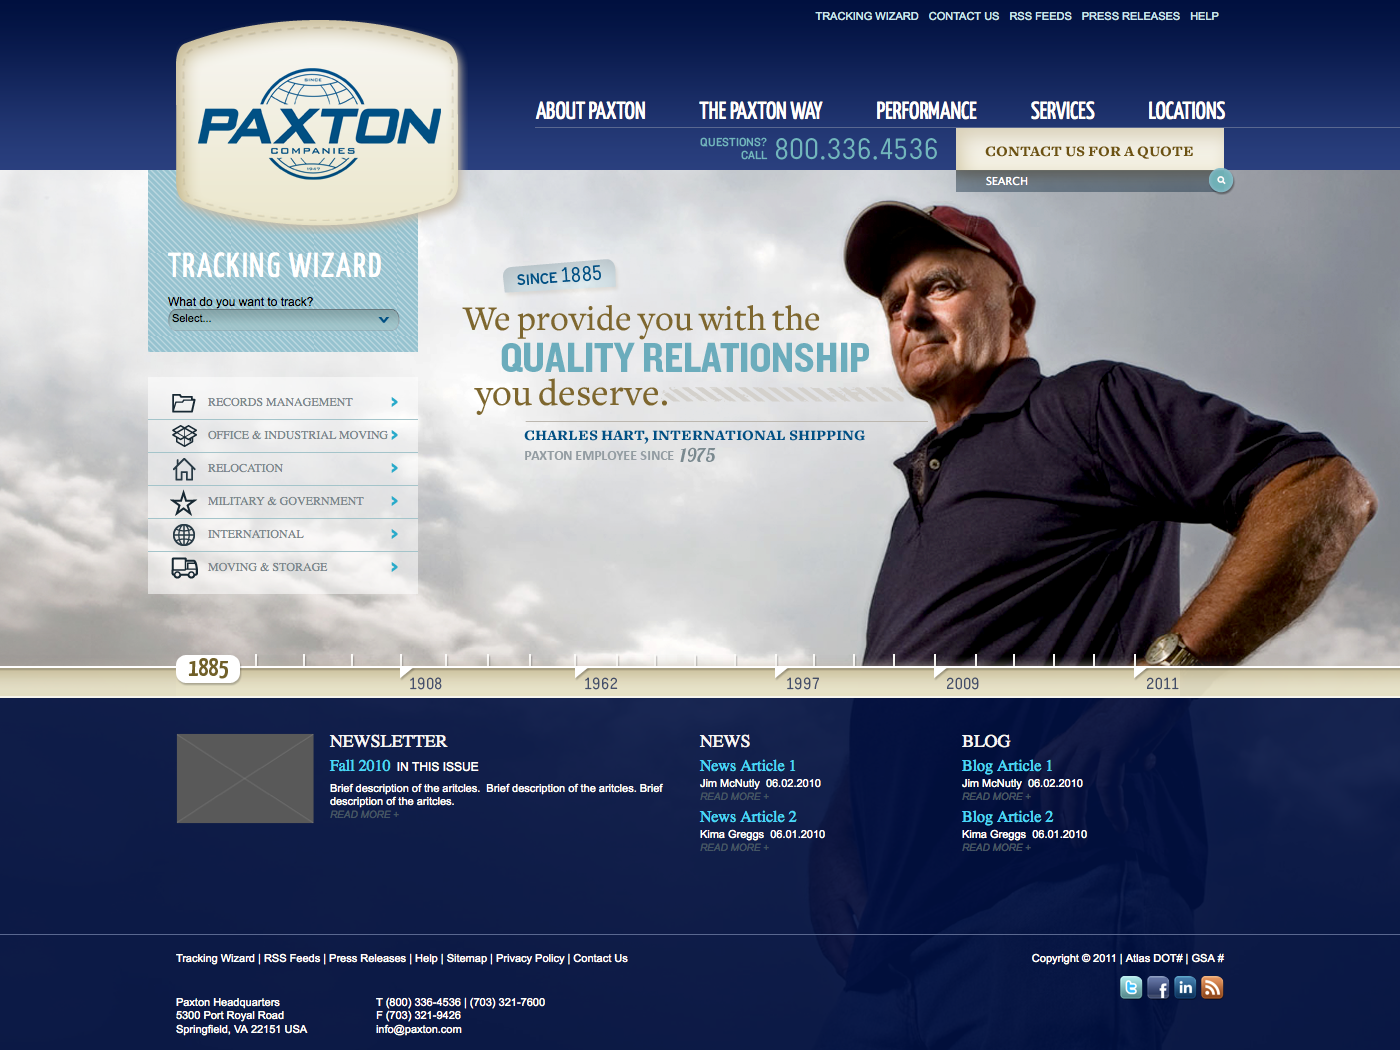 TRACKING WIZARD CONTACT US RSS FEEDS PRESS RELEASES HELP
SINCE
PAXTON
COMPANIES
1947
ABOUT PAXTON THE PAXTON WAY PERFORMANCE SERVICES LOCATIONS
QUESTIONS?
CALL 800.336.4536
CONTACT US FOR A QUOTE
SEARCH
TRACKING WIZARD
What do you want to track?
Select...
RECORDS MANAGEMENT
OFFICE & INDUSTRIAL MOVING
RELOCATION
MILITARY & GOVERNMENT
INTERNATIONAL
MOVING & STORAGE
SINCE 1885
We provide you with the
QUALITY RELATIONSHIP
you deserve.
CHARLES HART, INTERNATIONAL SHIPPING
PAXTON EMPLOYEE SINCE 1975
1885 1908 1962 1997 2009 2011
NEWSLETTER
Fall 2010 IN THIS ISSUE
Brief description of the aritcles. Brief description of the aritcles. Brief
description of the aritcles.
READ MORE +
NEWS
News Article 1
Jim McNutly 06.02.2010
READ MORE +
News Article 2
Kima Greggs 06.01.2010
READ MORE +
BLOG
Blog Article 1
Jim McNutly 06.02.2010
READ MORE +
Blog Article 2
Kima Greggs 06.01.2010
READ MORE +
Tracking Wizard | RSS Feeds | Press Releases | Help | Sitemap | Privacy Policy | Contact Us
Copyright © 2011 | Atlas DOT# | GSA #
Paxton Headquarters
5300 Port Royal Road
Springfield, VA 22151 USA
T (800) 336-4536 | (703) 321-7600
F (703) 321-9426
info@paxton.com